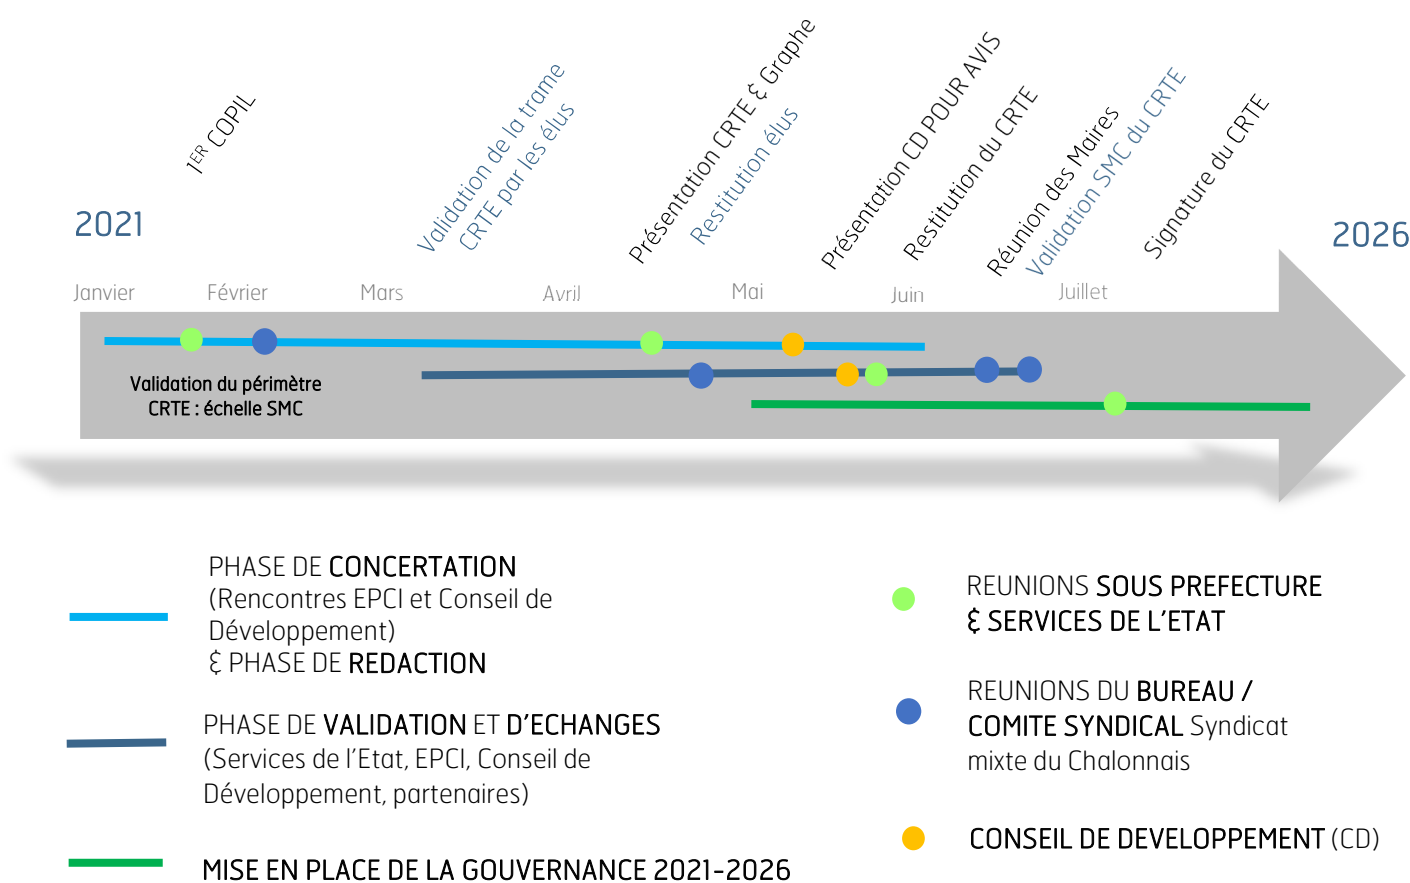 1ER COPIL
Validation de la trame
CRTE par les élus
Présentation CRTE & Graphe
Restitution élus
Présentation CD POUR AVIS
Restitution du CRTE
Réunion des Maires
Validation SMC du CRTE
Signature du CRTE
2021
2026
Janvier
Février
Mars
Avril
Mai
Juin
Juillet
Validation du périmètre
CRTE : échelle SMC
PHASE DE CONCERTATION
(Rencontres EPCI et Conseil de
Développement)
& PHASE DE REDACTION
PHASE DE VALIDATION ET D'ECHANGES
(Services de l'Etat, EPCI, Conseil de
Développement, partenaires)
MISE EN PLACE DE LA GOUVERNANCE 2021-2026
REUNIONS SOUS PREFECTURE
& SERVICES DE L'ETAT
REUNIONS DU BUREAU /
COMITE SYNDICAL Syndicat
mixte du Chalonnais
CONSEIL DE DEVELOPPEMENT (CD)